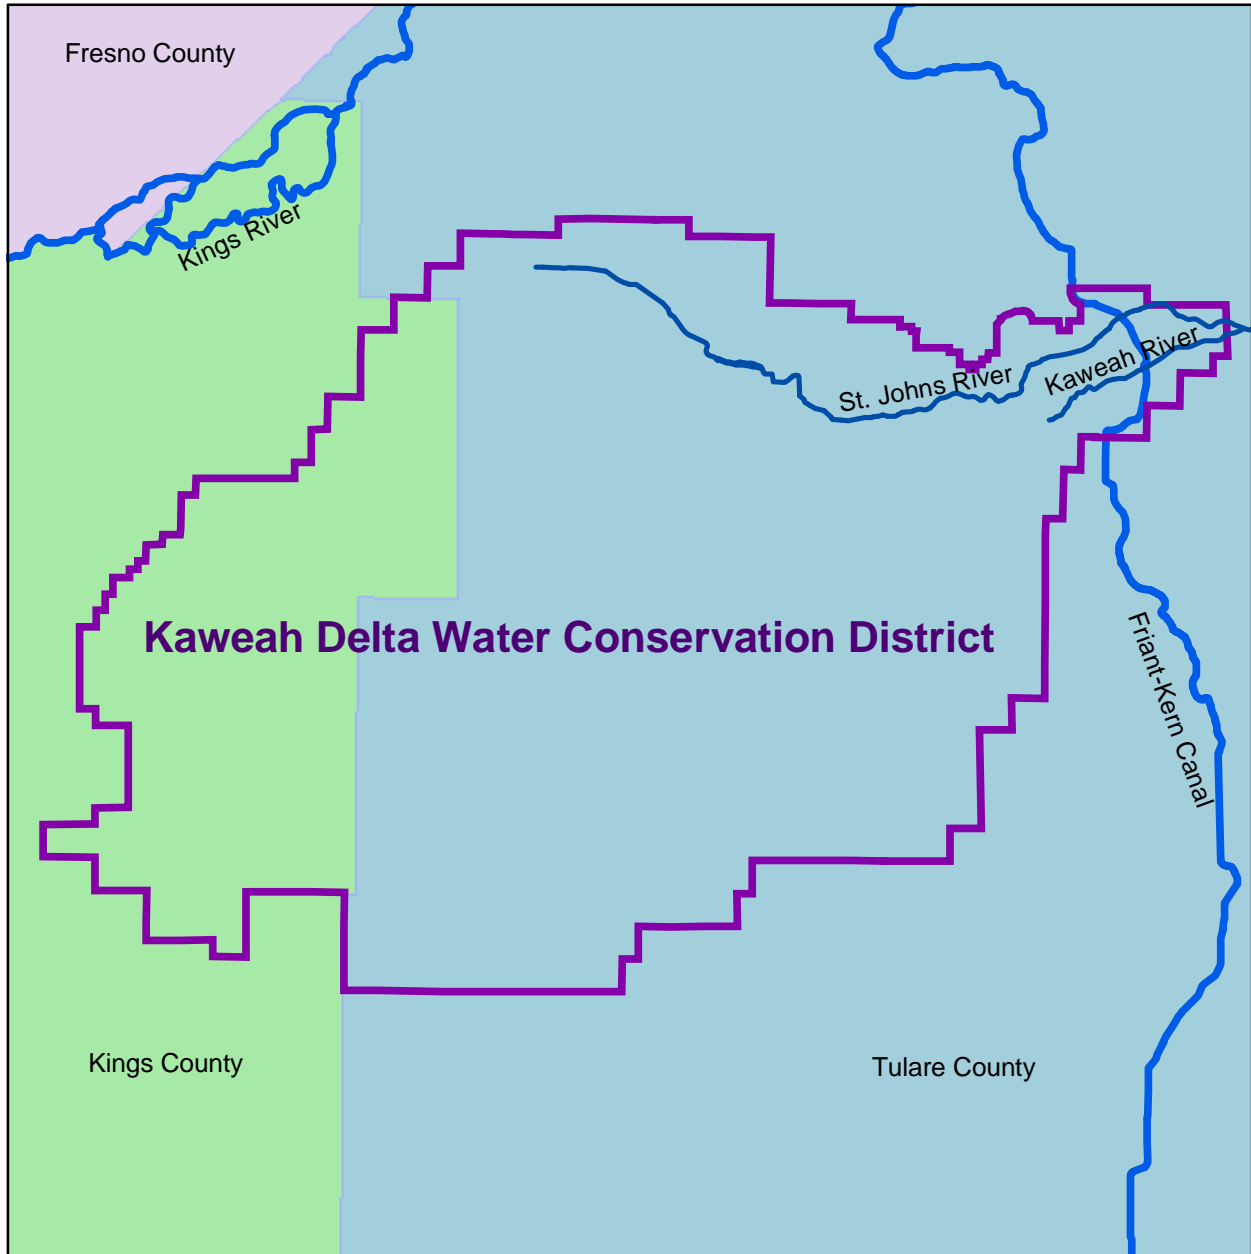 Fresno County
Kings River
St. Johns River
Kaweah River
Kaweah Delta Water Conservation District
Friant-Kern Canal
Kings County
Tulare County